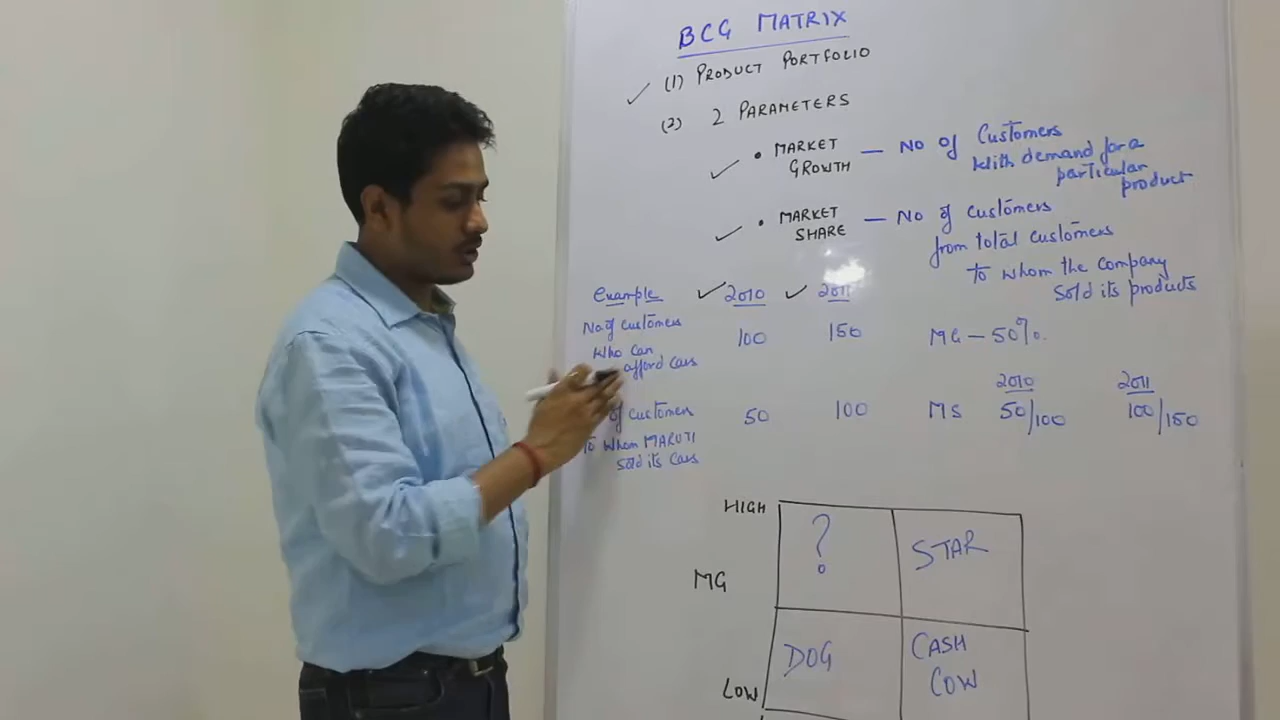 BCG MATRIX
(1) PRODUCT PORTFOLIO
(2) 2 PARAMETERS
• MARKET GROWTH — No of Customers
With demand for a
particular
product
• MARKET SHARE — No of customers
from total customers
to whom the company
sold its products
Example 2010 2011
No of customers
who can
afford cars 100 150 MG — 50%.
2010 2011
of customers 50 100 MS 50/100 100/150
To whom MARUTI
sold its cars
HIGH
? STAR
MG
DOG CASH
COW
LOW